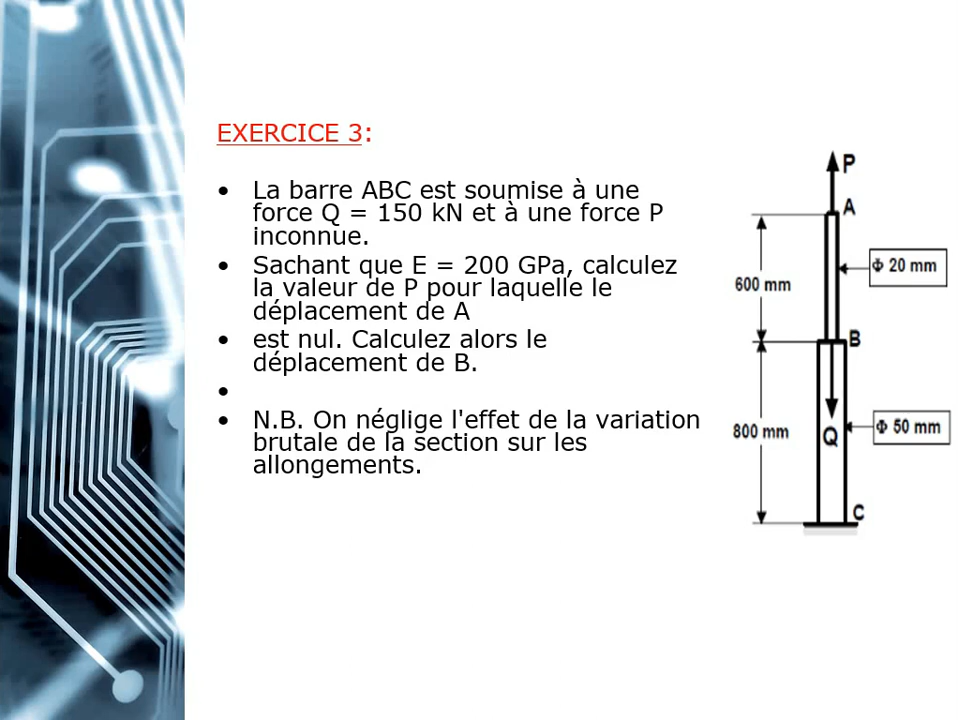 EXERCICE 3:
• La barre ABC est soumise à une
force Q = 150 kN et à une force P
inconnue.
• Sachant que E = 200 GPa, calculez
la valeur de P pour laquelle le
déplacement de A
• est nul. Calculez alors le
déplacement de B.
•
• N.B. On néglige l'effet de la variation
brutale de la section sur les
allongements.
P
A
Φ 20 mm
600 mm
B
800 mm
Q
Φ 50 mm
C